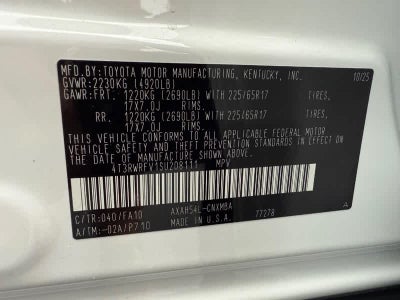 MFD.BY:TOYOTA MOTOR MANUFACTURING, KENTUCKY, INC. 10/25
GVWR:2230KG (4920LB)
GAWR:FRT. 1220KG (2690LB) WITH 225/65R17 TIRES,
17X7.0J RIMS,
RR. 1220KG (2690LB) WITH 225/65R17 TIRES,
17X7.0J RIMS,
THIS VEHICLE CONFORMS TO ALL APPLICABLE FEDERAL MOTOR
VEHICLE SAFETY AND THEFT PREVENTION STANDARDS IN EFFECT
ON THE DATE OF MANUFACTURE SHOWN ABOVE.
4T3RWRFV1SU208111 MPV
C/TR:040/FA10 AXAH54L-CNXMBA 77278
A/TM:-02A/P710 MADE IN U.S.A.